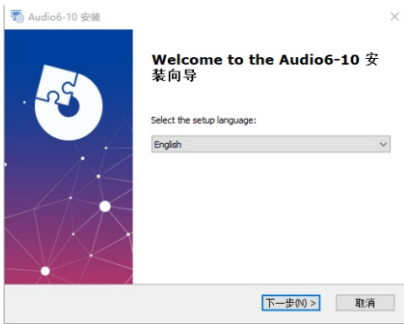 Audio6-10 安装
Welcome to the Audio6-10 安
装向导
Select the setup language:
English
下一步(N) >
取消